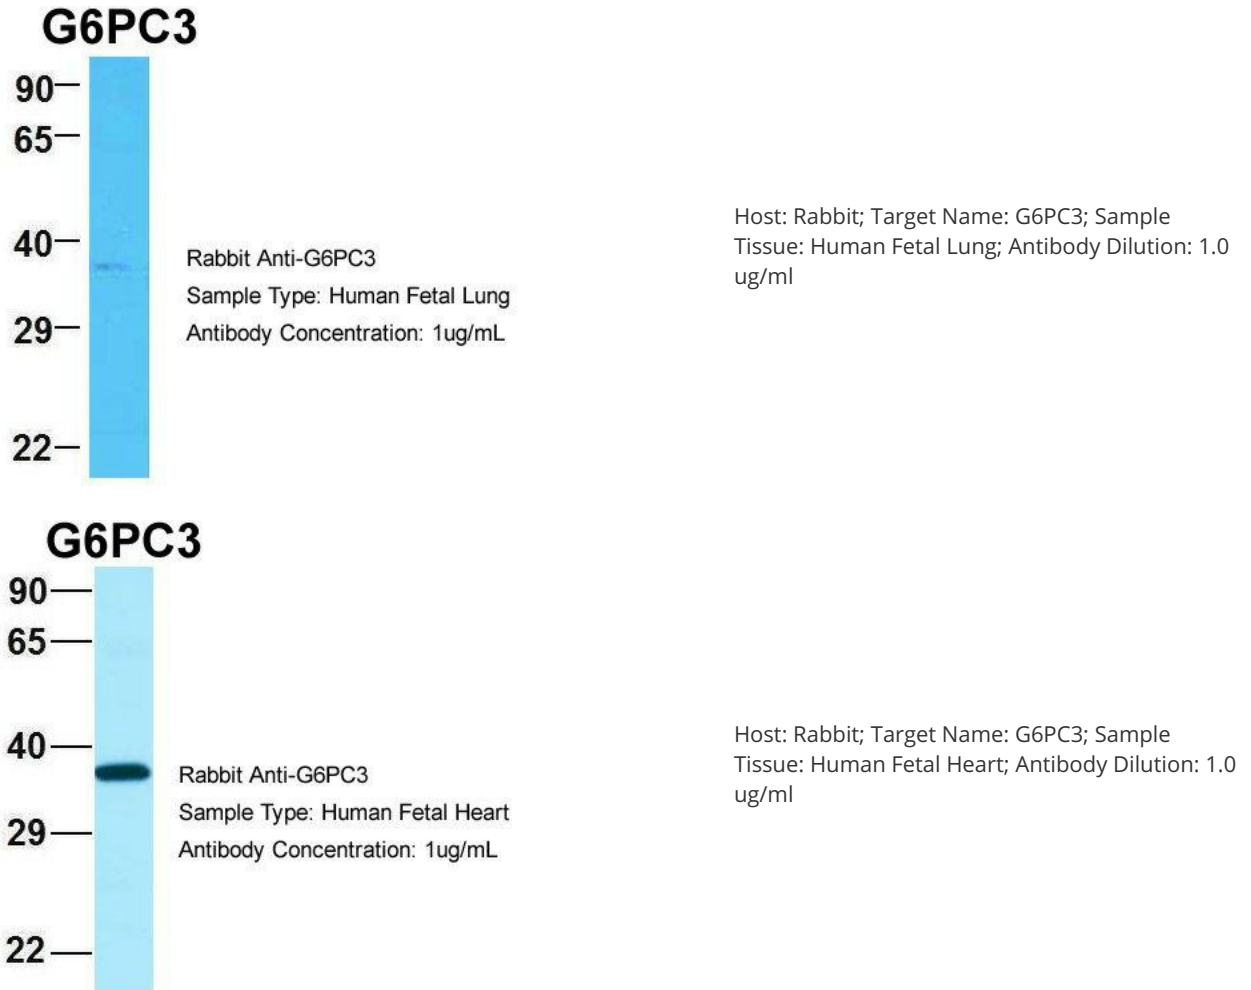 G6PC3
90
65
40
29
22
Rabbit Anti-G6PC3
Sample Type: Human Fetal Lung
Antibody Concentration: 1ug/mL
Host: Rabbit; Target Name: G6PC3; Sample
Tissue: Human Fetal Lung; Antibody Dilution: 1.0
ug/ml
G6PC3
90
65
40
29
22
Rabbit Anti-G6PC3
Sample Type: Human Fetal Heart
Antibody Concentration: 1ug/mL
Host: Rabbit; Target Name: G6PC3; Sample
Tissue: Human Fetal Heart; Antibody Dilution: 1.0
ug/ml